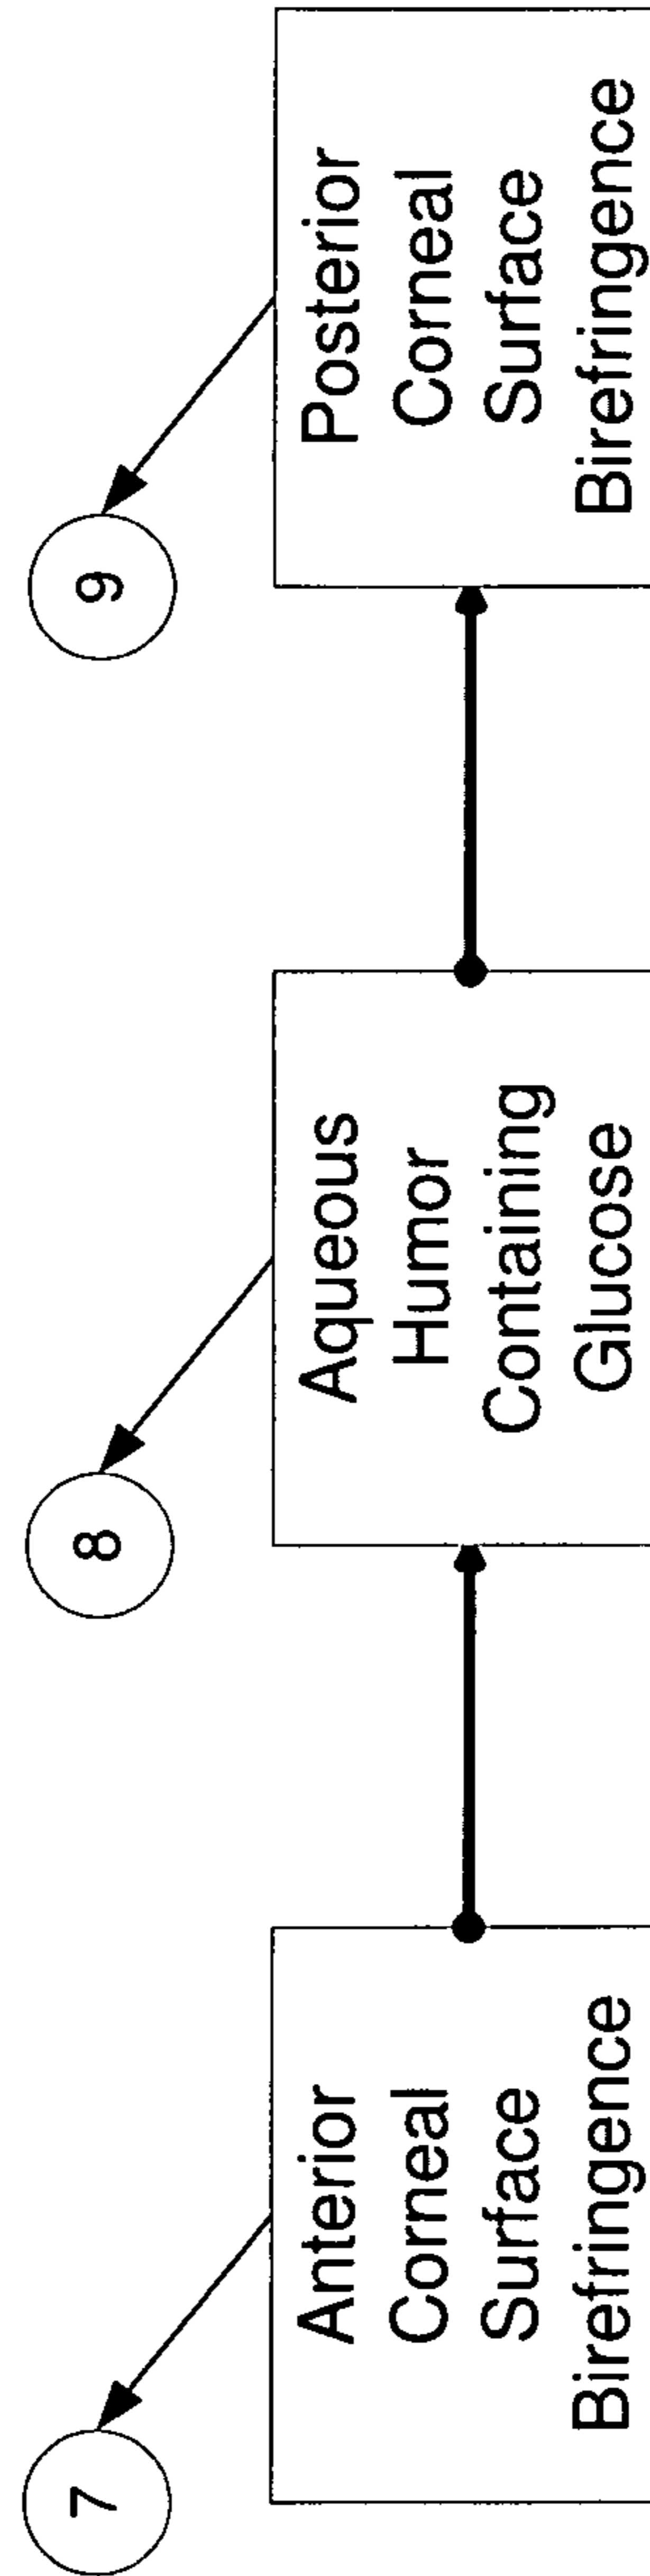 7
8
9
Anterior
Corneal
Surface
Birefringence
Aqueous
Humor
Containing
Glucose
Posterior
Corneal
Surface
Birefringence